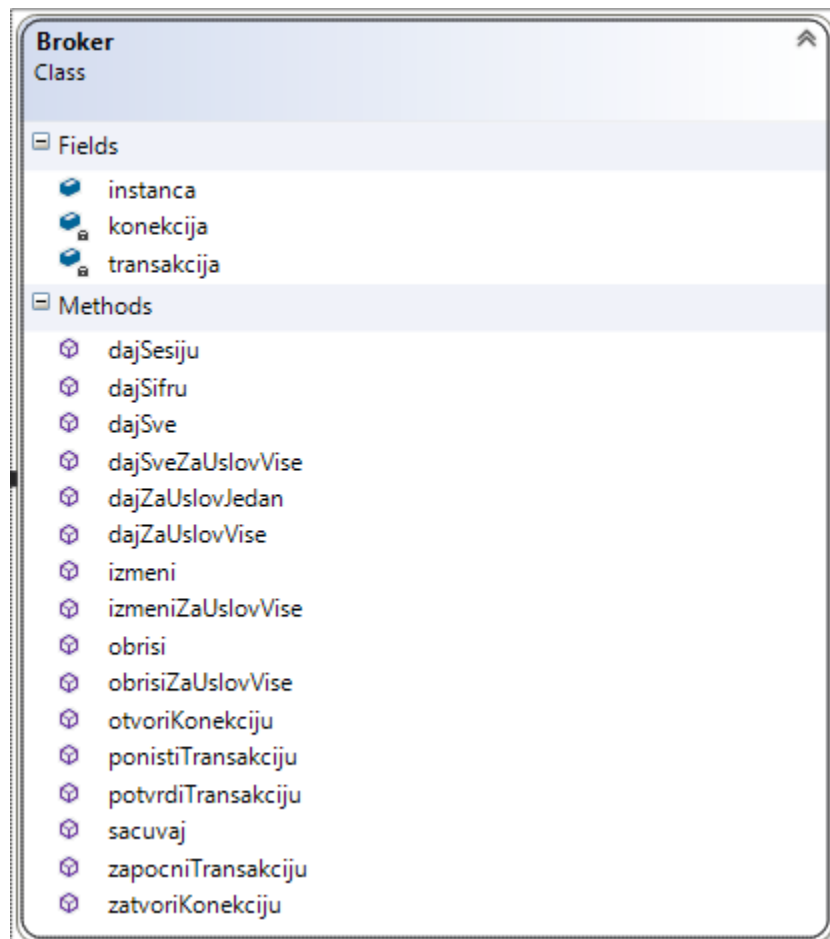 Broker
Class
Fields
instanca
konekcija
transakcija
Methods
dajSesiju
dajSifru
dajSve
dajSveZaUslovVise
dajZaUslovJedan
dajZaUslovVise
izmeni
izmeniZaUslovVise
obrisi
obrisiZaUslovVise
otvoriKonekciju
ponistiTransakciju
potvrdiTransakciju
sacuvaj
zapocniTransakciju
zatvoriKonekciju